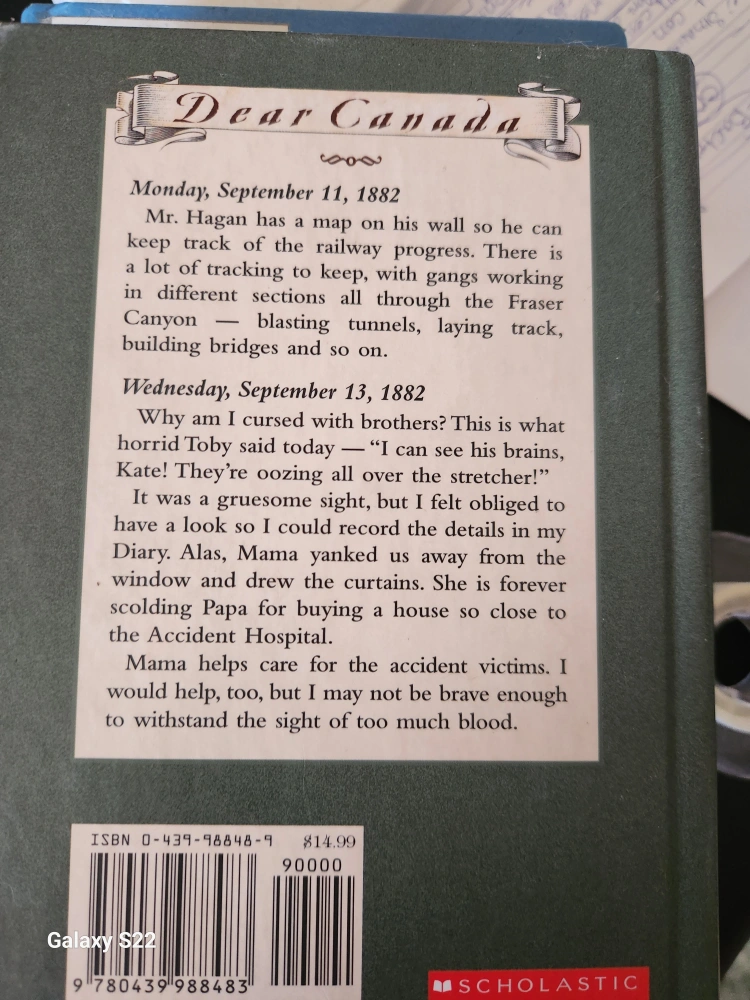 Dear Canada
Monday, September 11, 1882
Mr. Hagan has a map on his wall so he can
keep track of the railway progress. There is
a lot of tracking to keep, with gangs working
in different sections all through the Fraser
Canyon — blasting tunnels, laying track,
building bridges and so on.
Wednesday, September 13, 1882
Why am I cursed with brothers? This is what
horrid Toby said today — “I can see his brains,
Kate! They’re oozing all over the stretcher!”
It was a gruesome sight, but I felt obliged to
have a look so I could record the details in my
Diary. Alas, Mama yanked us away from the
window and drew the curtains. She is forever
scolding Papa for buying a house so close to
the Accident Hospital.
Mama helps care for the accident victims. I
would help, too, but I may not be brave enough
to withstand the sight of too much blood.
ISBN 0-439-98848-9 $14.99
90000
9 780439 988483
SCHOLASTIC
Galaxy S22